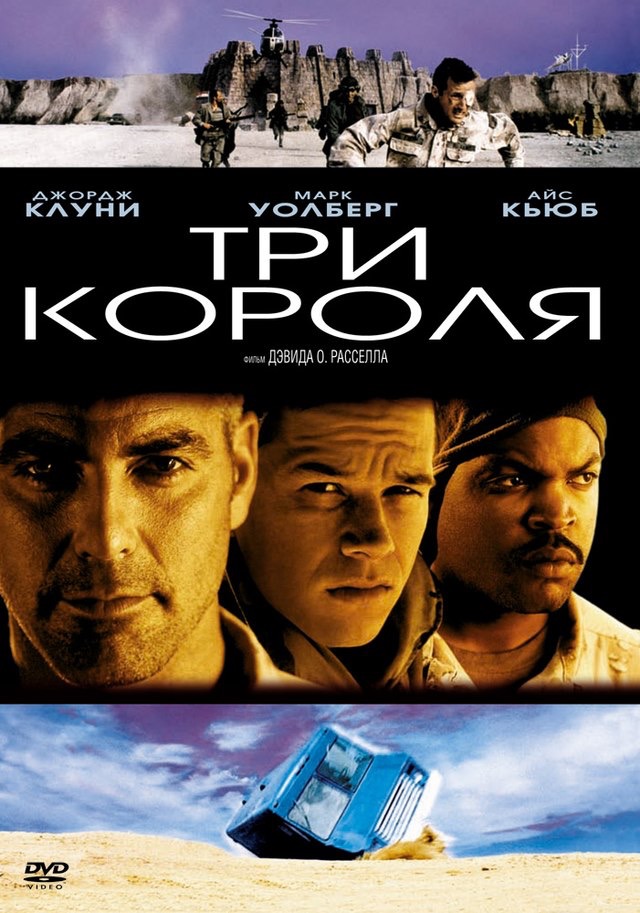 ДЖОРДЖ КЛУНИ
МАРК УОЛБЕРГ
АЙС КЬЮБ
ТРИ
КОРОЛЯ
ФИЛЬМ ДЭВИДА О. РАССЕЛЛА
DVD
VIDEO